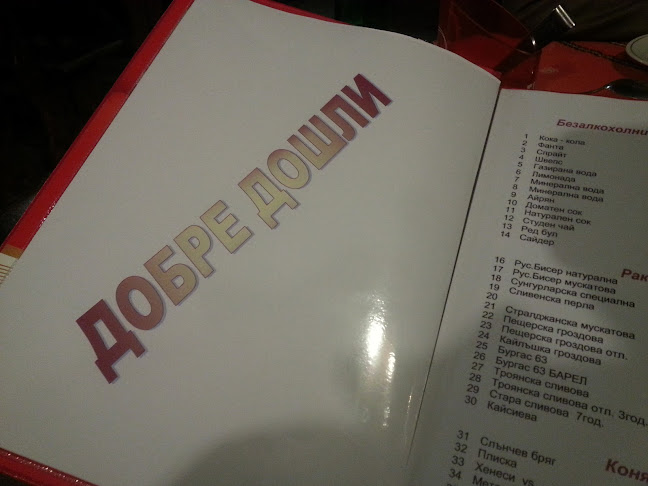 ДОБРЕ ДОШЛИ
Безалкохолни
1 Кока - кола
2 Фанта
3 Спрайт
4 Швепс
5 Газирана вода
6 Лимонада
7 Минерална вода
8 Минерална вода
9 Айрян
10 Доматен сок
11 Натурален сок
12 Студен чай
13 Ред бул
14 Сайдер
Рак
16 Рус.Бисер натурална
17 Рус.Бисер мускатова
18 Сунгурларска специална
19 Сливенска перла
20
21 Стралджанска мускатова
22 Пещерска гроздова
23 Пещерска гроздова отл.
24 Кайлъшка гроздова
25 Бургас 63
26 Бургас 63 БАРЕЛ
27 Троянска сливова
28 Троянска сливова отл. 3год.
29 Стара сливова 7год.
30 Кайсиева
Коня
31 Слънчев бряг
32 Плиска
33 Хенеси vs
34 Мета